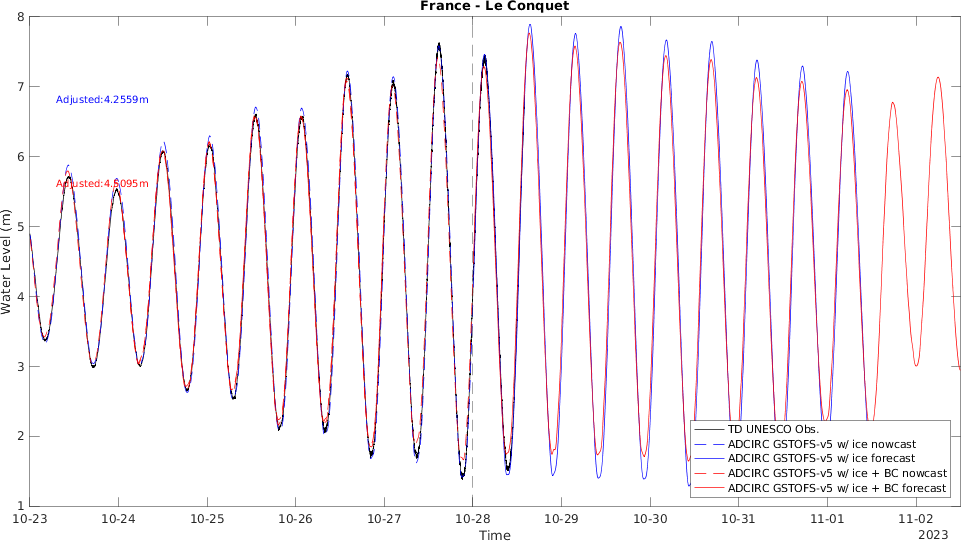 France - Le Conquet
8
7
6
5
4
3
2
1
Water Level (m)
Adjusted:4.2559m
Adjusted:4.5095m
TD UNESCO Obs.
ADCIRC GSTOFS-v5 w/ ice nowcast
ADCIRC GSTOFS-v5 w/ ice forecast
ADCIRC GSTOFS-v5 w/ ice + BC nowcast
ADCIRC GSTOFS-v5 w/ ice + BC forecast
10-23 10-24 10-25 10-26 10-27 10-28 10-29 10-30 10-31 11-01 11-02
Time
2023